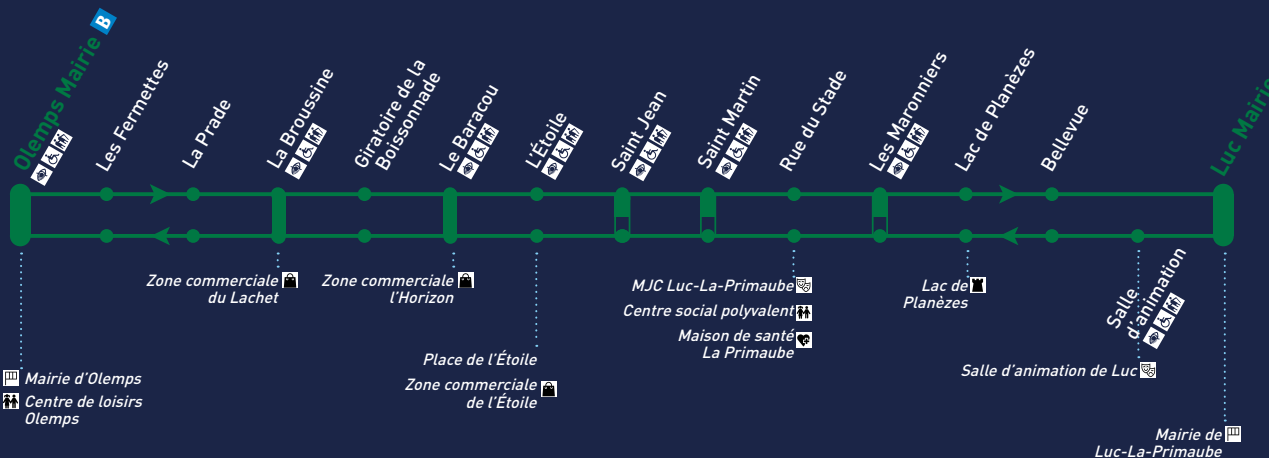 Olemps Mairie B
Les Fermettes
La Prade
La Broussine
Giratoire de la
Boissonnade
Le Baracou
L'Étoile
Saint Jean
Saint Martin
Rue du Stade
Les Maronniers
Lac de Planèzes
Bellevue
Luc Mairie
Salle
d'animation
Zone commerciale
du Lachet
Zone commerciale
l'Horizon
MJC Luc-La-Primaube
Centre social polyvalent
Maison de santé
La Primaube
Lac de
Planèzes
Place de l'Étoile
Zone commerciale
de l'Étoile
Salle d'animation de Luc
Mairie d'Olemps
Centre de loisirs
Olemps
Mairie de
Luc-La-Primaube